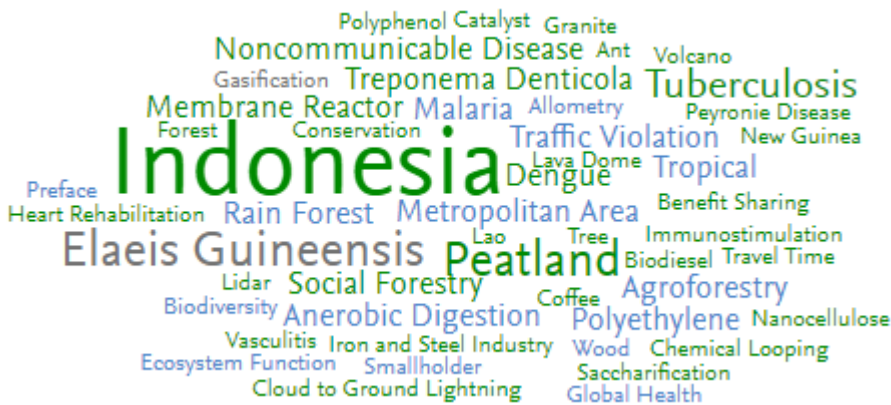 Polyphenol Catalyst Granite
Noncommunicable Disease Ant Volcano
Gasification Treponema Denticola Tuberculosis
Membrane Reactor Malaria Allometry Peyronie Disease
Forest Conservation Traffic Violation New Guinea
Indonesia Lava Dome
Dengue Tropical
Preface
Heart Rehabilitation Rain Forest Metropolitan Area Benefit Sharing
Elaeis Guineensis Lao Tree Immunostimulation
Peatland Biodiesel Travel Time
Lidar Social Forestry Coffee Agroforestry
Biodiversity Anerobic Digestion Polyethylene Nanocellulose
Vasculitis Iron and Steel Industry Wood Chemical Looping
Ecosystem Function Smallholder Saccharification
Cloud to Ground Lightning Global Health